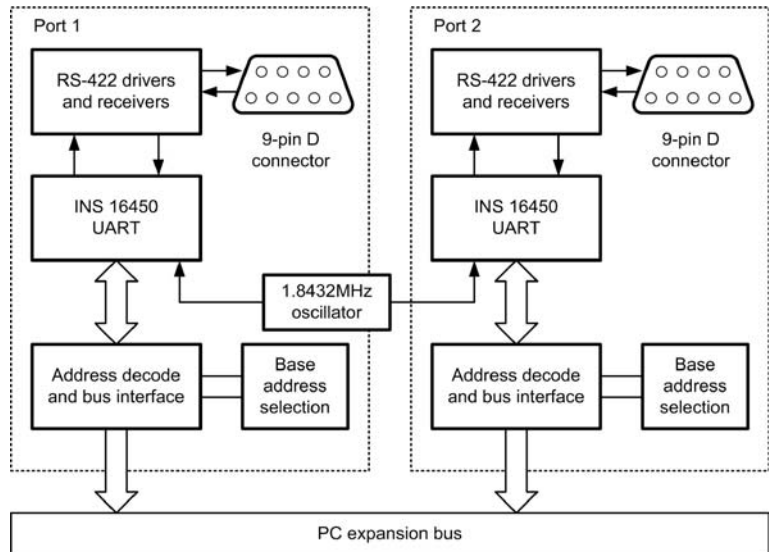 Port 1
RS-422 drivers
and receivers
9-pin D
connector
INS 16450
UART
Address decode
and bus interface
Base
address
selection
1.8432MHz
oscillator
Port 2
RS-422 drivers
and receivers
9-pin D
connector
INS 16450
UART
Address decode
and bus interface
Base
address
selection
PC expansion bus